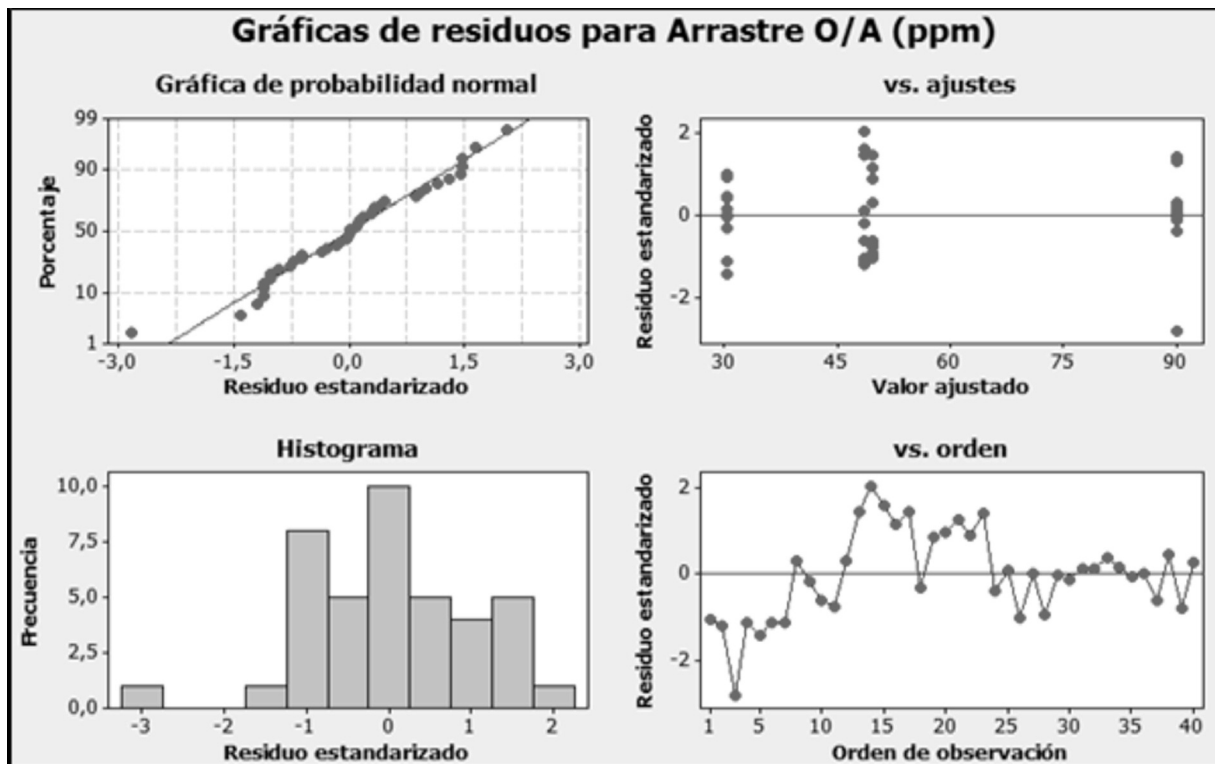 Gráficas de residuos para Arrastre O/A (ppm)
Gráfica de probabilidad normal
99
90
50
10
1
Porcentaje
-3,0 -1,5 0,0 1,5 3,0
Residuo estandarizado
vs. ajustes
2
0
-2
Residuo estandarizado
30 45 60 75 90
Valor ajustado
Histograma
10,0
7,5
5,0
2,5
0,0
Frecuencia
-3 -2 -1 0 1 2
Residuo estandarizado
vs. orden
2
0
-2
Residuo estandarizado
1 5 10 15 20 25 30 35 40
Orden de observación